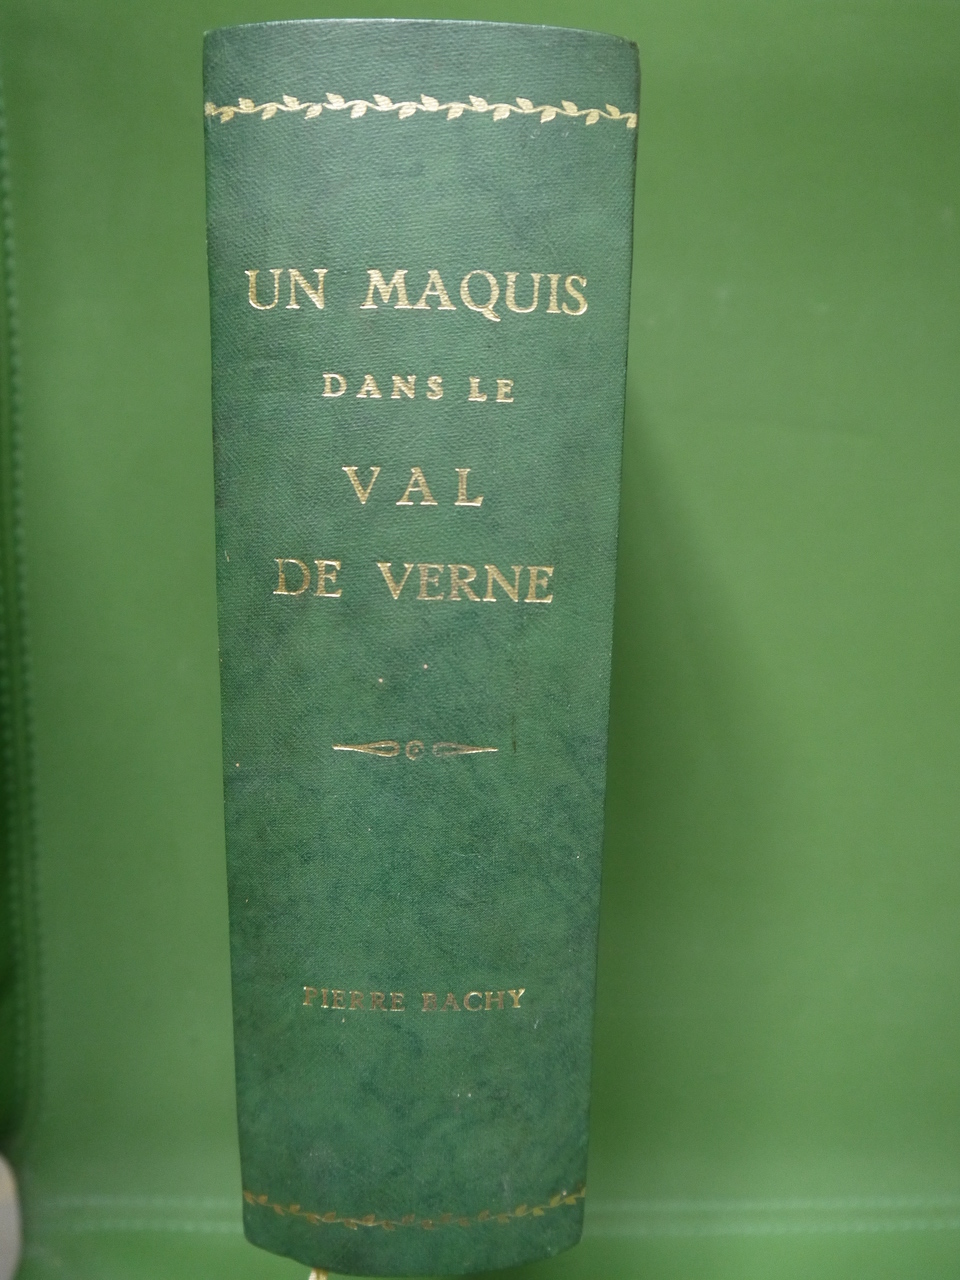 UN MAQUIS
DANS LE
VAL
DE VERNE
PIERRE BACHY